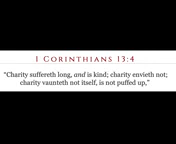 1 Corinthians 13:4
“Charity suffereth long, and is kind; charity envieth not;
charity vaunteth not itself, is not puffed up,”